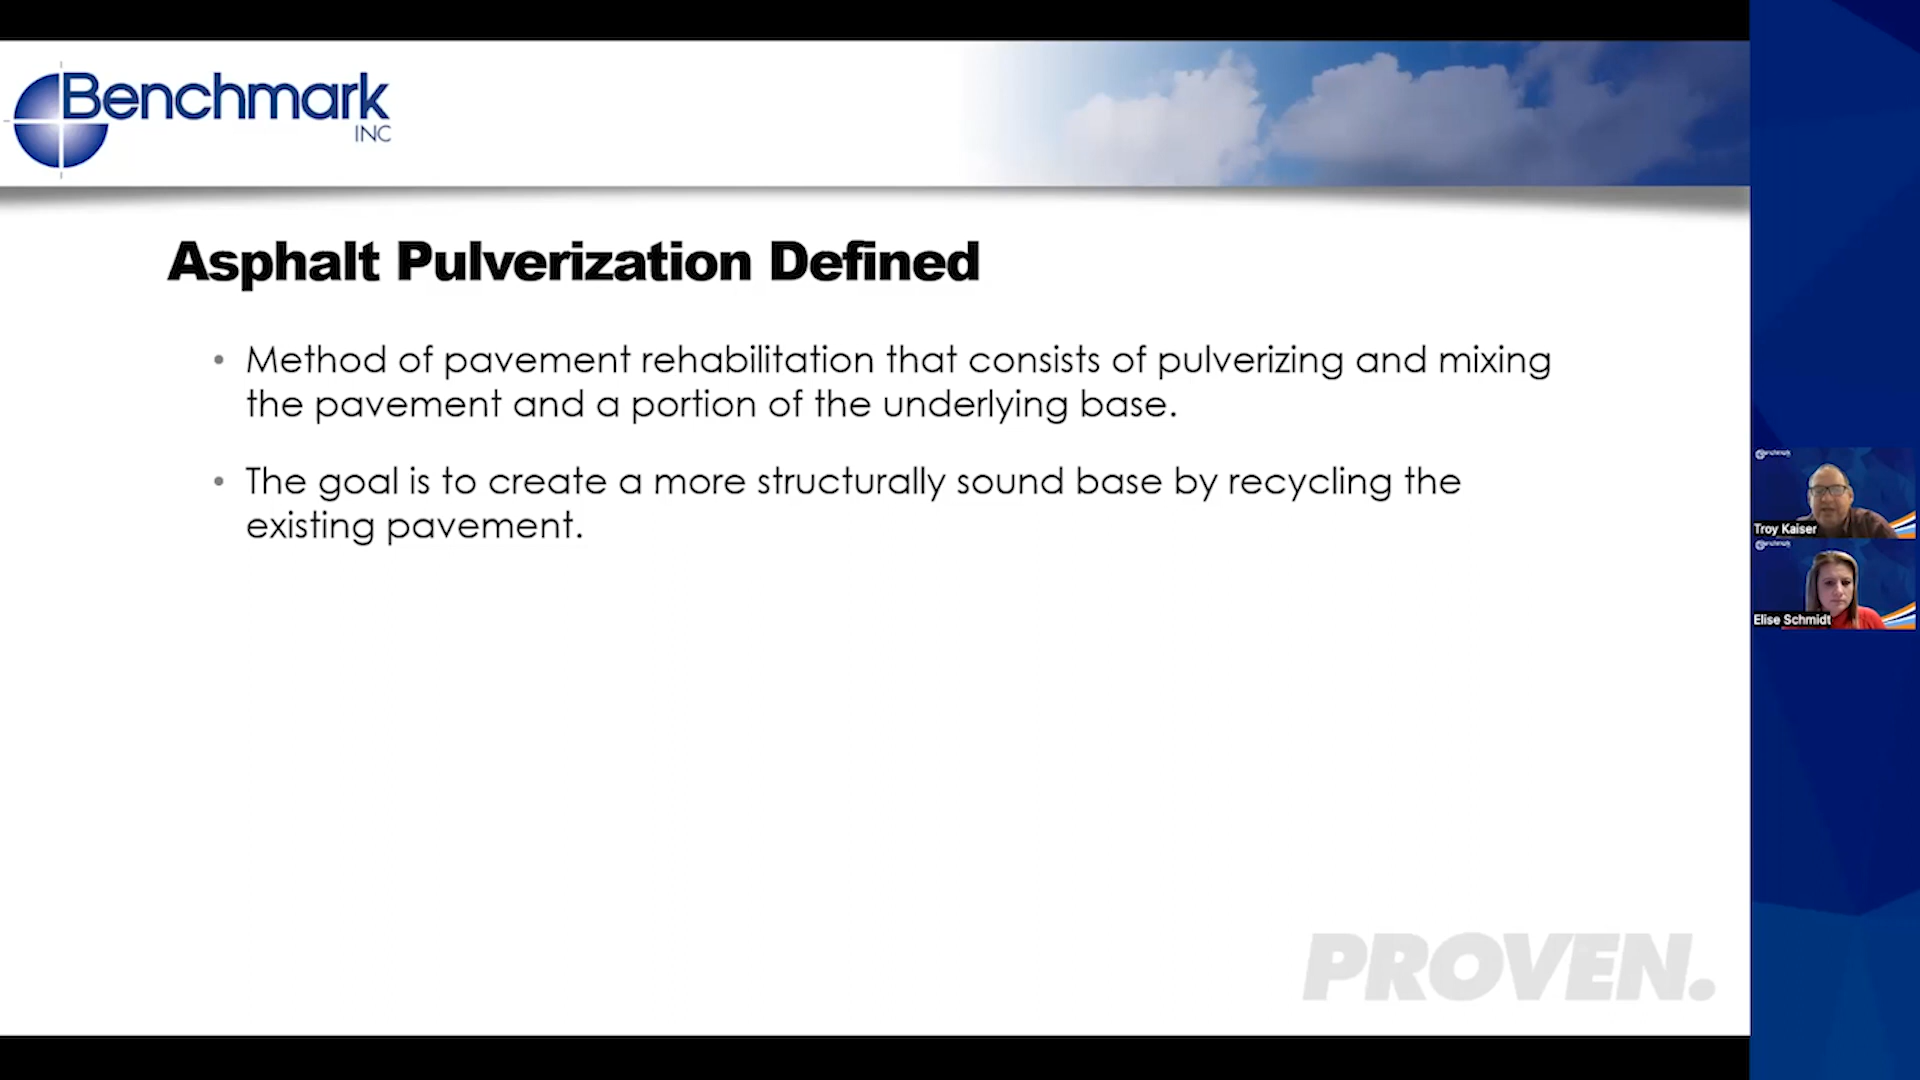 Benchmark
INC
Asphalt Pulverization Defined
• Method of pavement rehabilitation that consists of pulverizing and mixing
the pavement and a portion of the underlying base.
• The goal is to create a more structurally sound base by recycling the
existing pavement.
PROVEN.
Benchmark
Troy Kaiser
Benchmark
Elise Schmidt